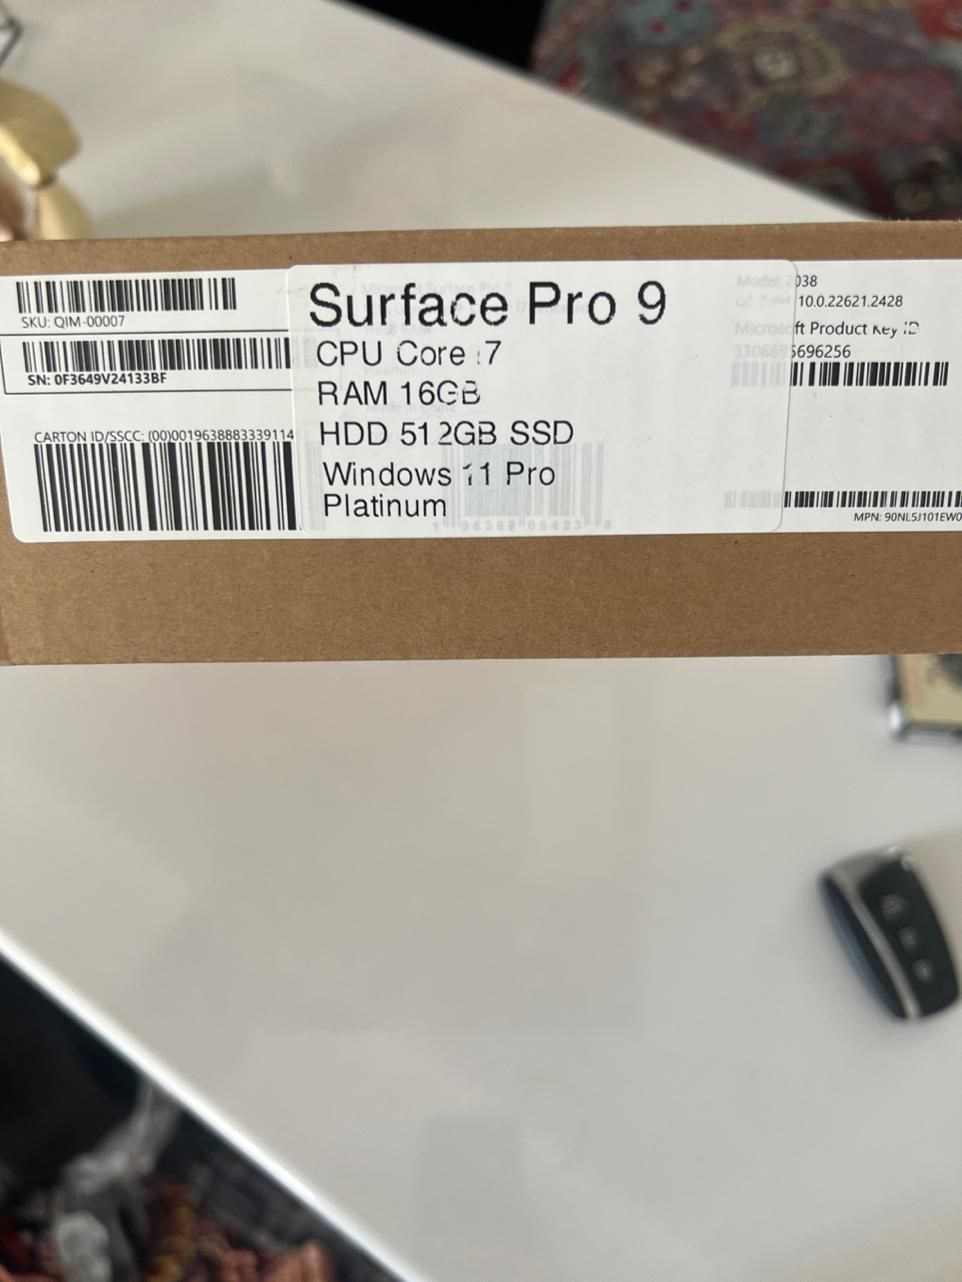 SKU: QIM-00007
SN: 0F3649V24133BF
CARTON ID/SSCC: (00)0019638883339114
Surface Pro 9
CPU Core i7
RAM 16GB
HDD 512GB SSD
Windows 11 Pro
Platinum
Model: 2038
10.0.22621.2428
Microsoft Product Key ID
3306695696256
MPN: 90NL5J101EW0